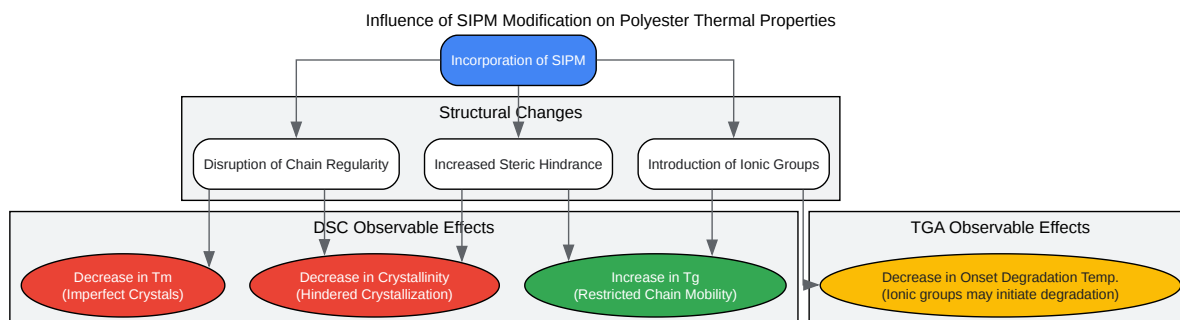 Influence of SIPM Modification on Polyester Thermal Properties
Incorporation of SIPM
Structural Changes
Disruption of Chain Regularity
Increased Steric Hindrance
Introduction of Ionic Groups
DSC Observable Effects
TGA Observable Effects
Decrease in Tm
(Imperfect Crystals)
Decrease in Crystallinity
(Hindered Crystallization)
Increase in Tg
(Restricted Chain Mobility)
Decrease in Onset Degradation Temp.
(Ionic groups may initiate degradation)